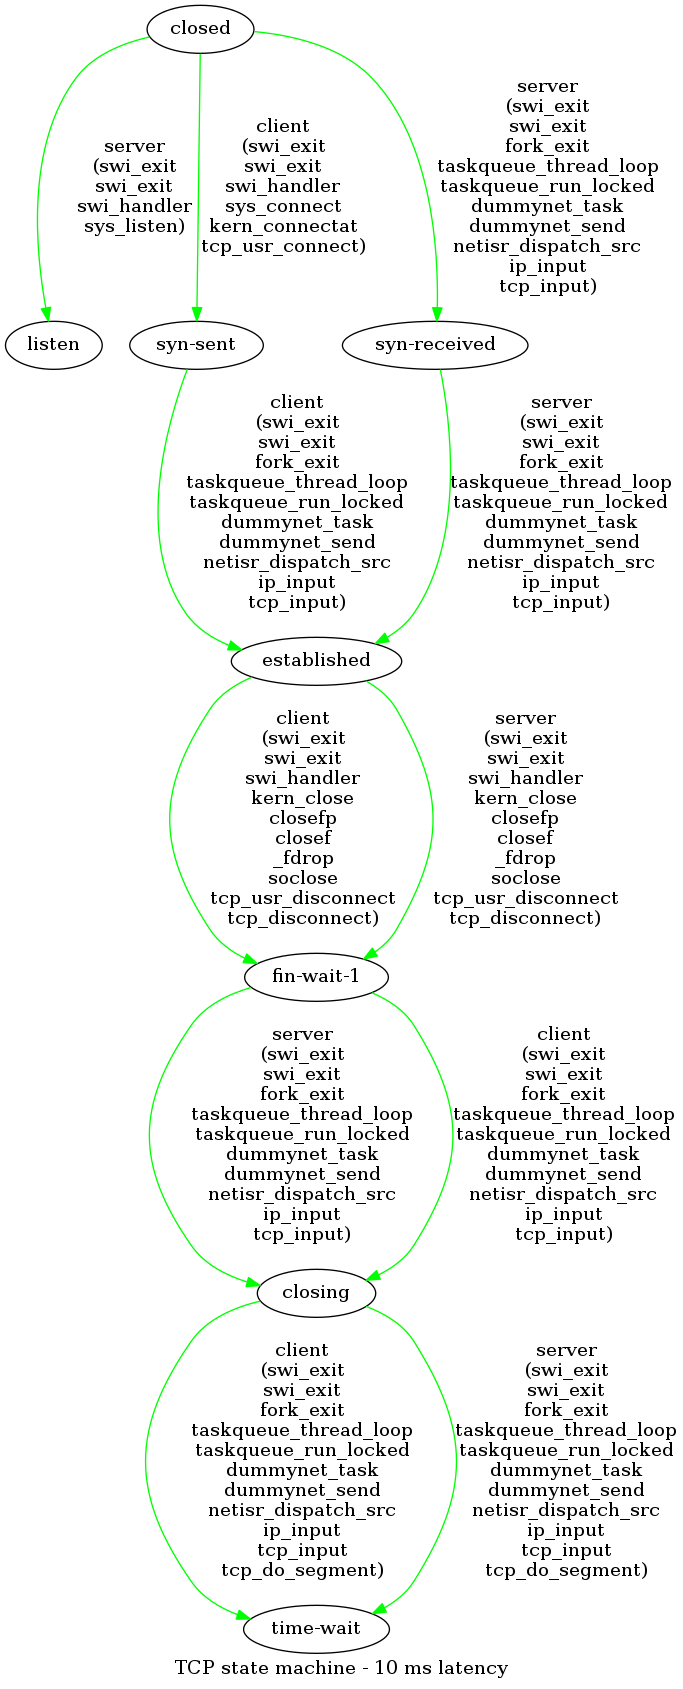 closed
server
(swi_exit
swi_exit
swi_handler
sys_listen)
client
(swi_exit
swi_exit
swi_handler
sys_connect
kern_connectat
tcp_usr_connect)
server
(swi_exit
swi_exit
fork_exit
taskqueue_thread_loop
taskqueue_run_locked
dummynet_task
dummynet_send
netisr_dispatch_src
ip_input
tcp_input)
listen
syn-sent
syn-received
client
(swi_exit
swi_exit
fork_exit
taskqueue_thread_loop
taskqueue_run_locked
dummynet_task
dummynet_send
netisr_dispatch_src
ip_input
tcp_input)
server
(swi_exit
swi_exit
fork_exit
taskqueue_thread_loop
taskqueue_run_locked
dummynet_task
dummynet_send
netisr_dispatch_src
ip_input
tcp_input)
established
client
(swi_exit
swi_exit
swi_handler
kern_close
closefp
closef
_fdrop
soclose
tcp_usr_disconnect
tcp_disconnect)
server
(swi_exit
swi_exit
swi_handler
kern_close
closefp
closef
_fdrop
soclose
tcp_usr_disconnect
tcp_disconnect)
fin-wait-1
server
(swi_exit
swi_exit
fork_exit
taskqueue_thread_loop
taskqueue_run_locked
dummynet_task
dummynet_send
netisr_dispatch_src
ip_input
tcp_input)
client
(swi_exit
swi_exit
fork_exit
taskqueue_thread_loop
taskqueue_run_locked
dummynet_task
dummynet_send
netisr_dispatch_src
ip_input
tcp_input)
closing
client
(swi_exit
swi_exit
fork_exit
taskqueue_thread_loop
taskqueue_run_locked
dummynet_task
dummynet_send
netisr_dispatch_src
ip_input
tcp_input
tcp_do_segment)
server
(swi_exit
swi_exit
fork_exit
taskqueue_thread_loop
taskqueue_run_locked
dummynet_task
dummynet_send
netisr_dispatch_src
ip_input
tcp_input
tcp_do_segment)
time-wait
TCP state machine - 10 ms latency